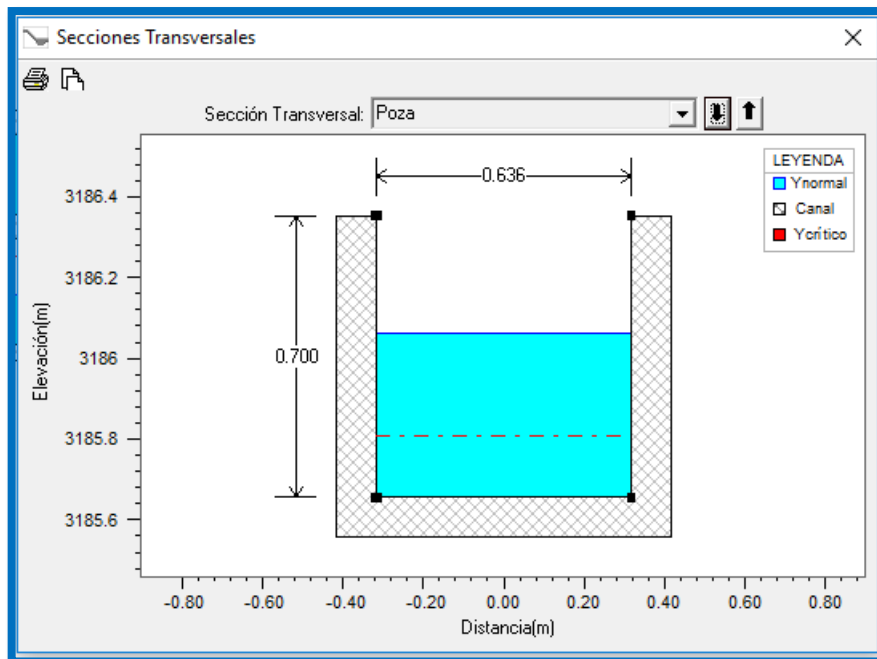 Secciones Transversales
Sección Transversal: Poza
LEYENDA
Ynormal
Canal
Ycrítico
0.636
0.700
Elevación(m)
3186.4
3186.2
3186
3185.8
3185.6
-0.80 -0.60 -0.40 -0.20 0.00 0.20 0.40 0.60 0.80
Distancia(m)